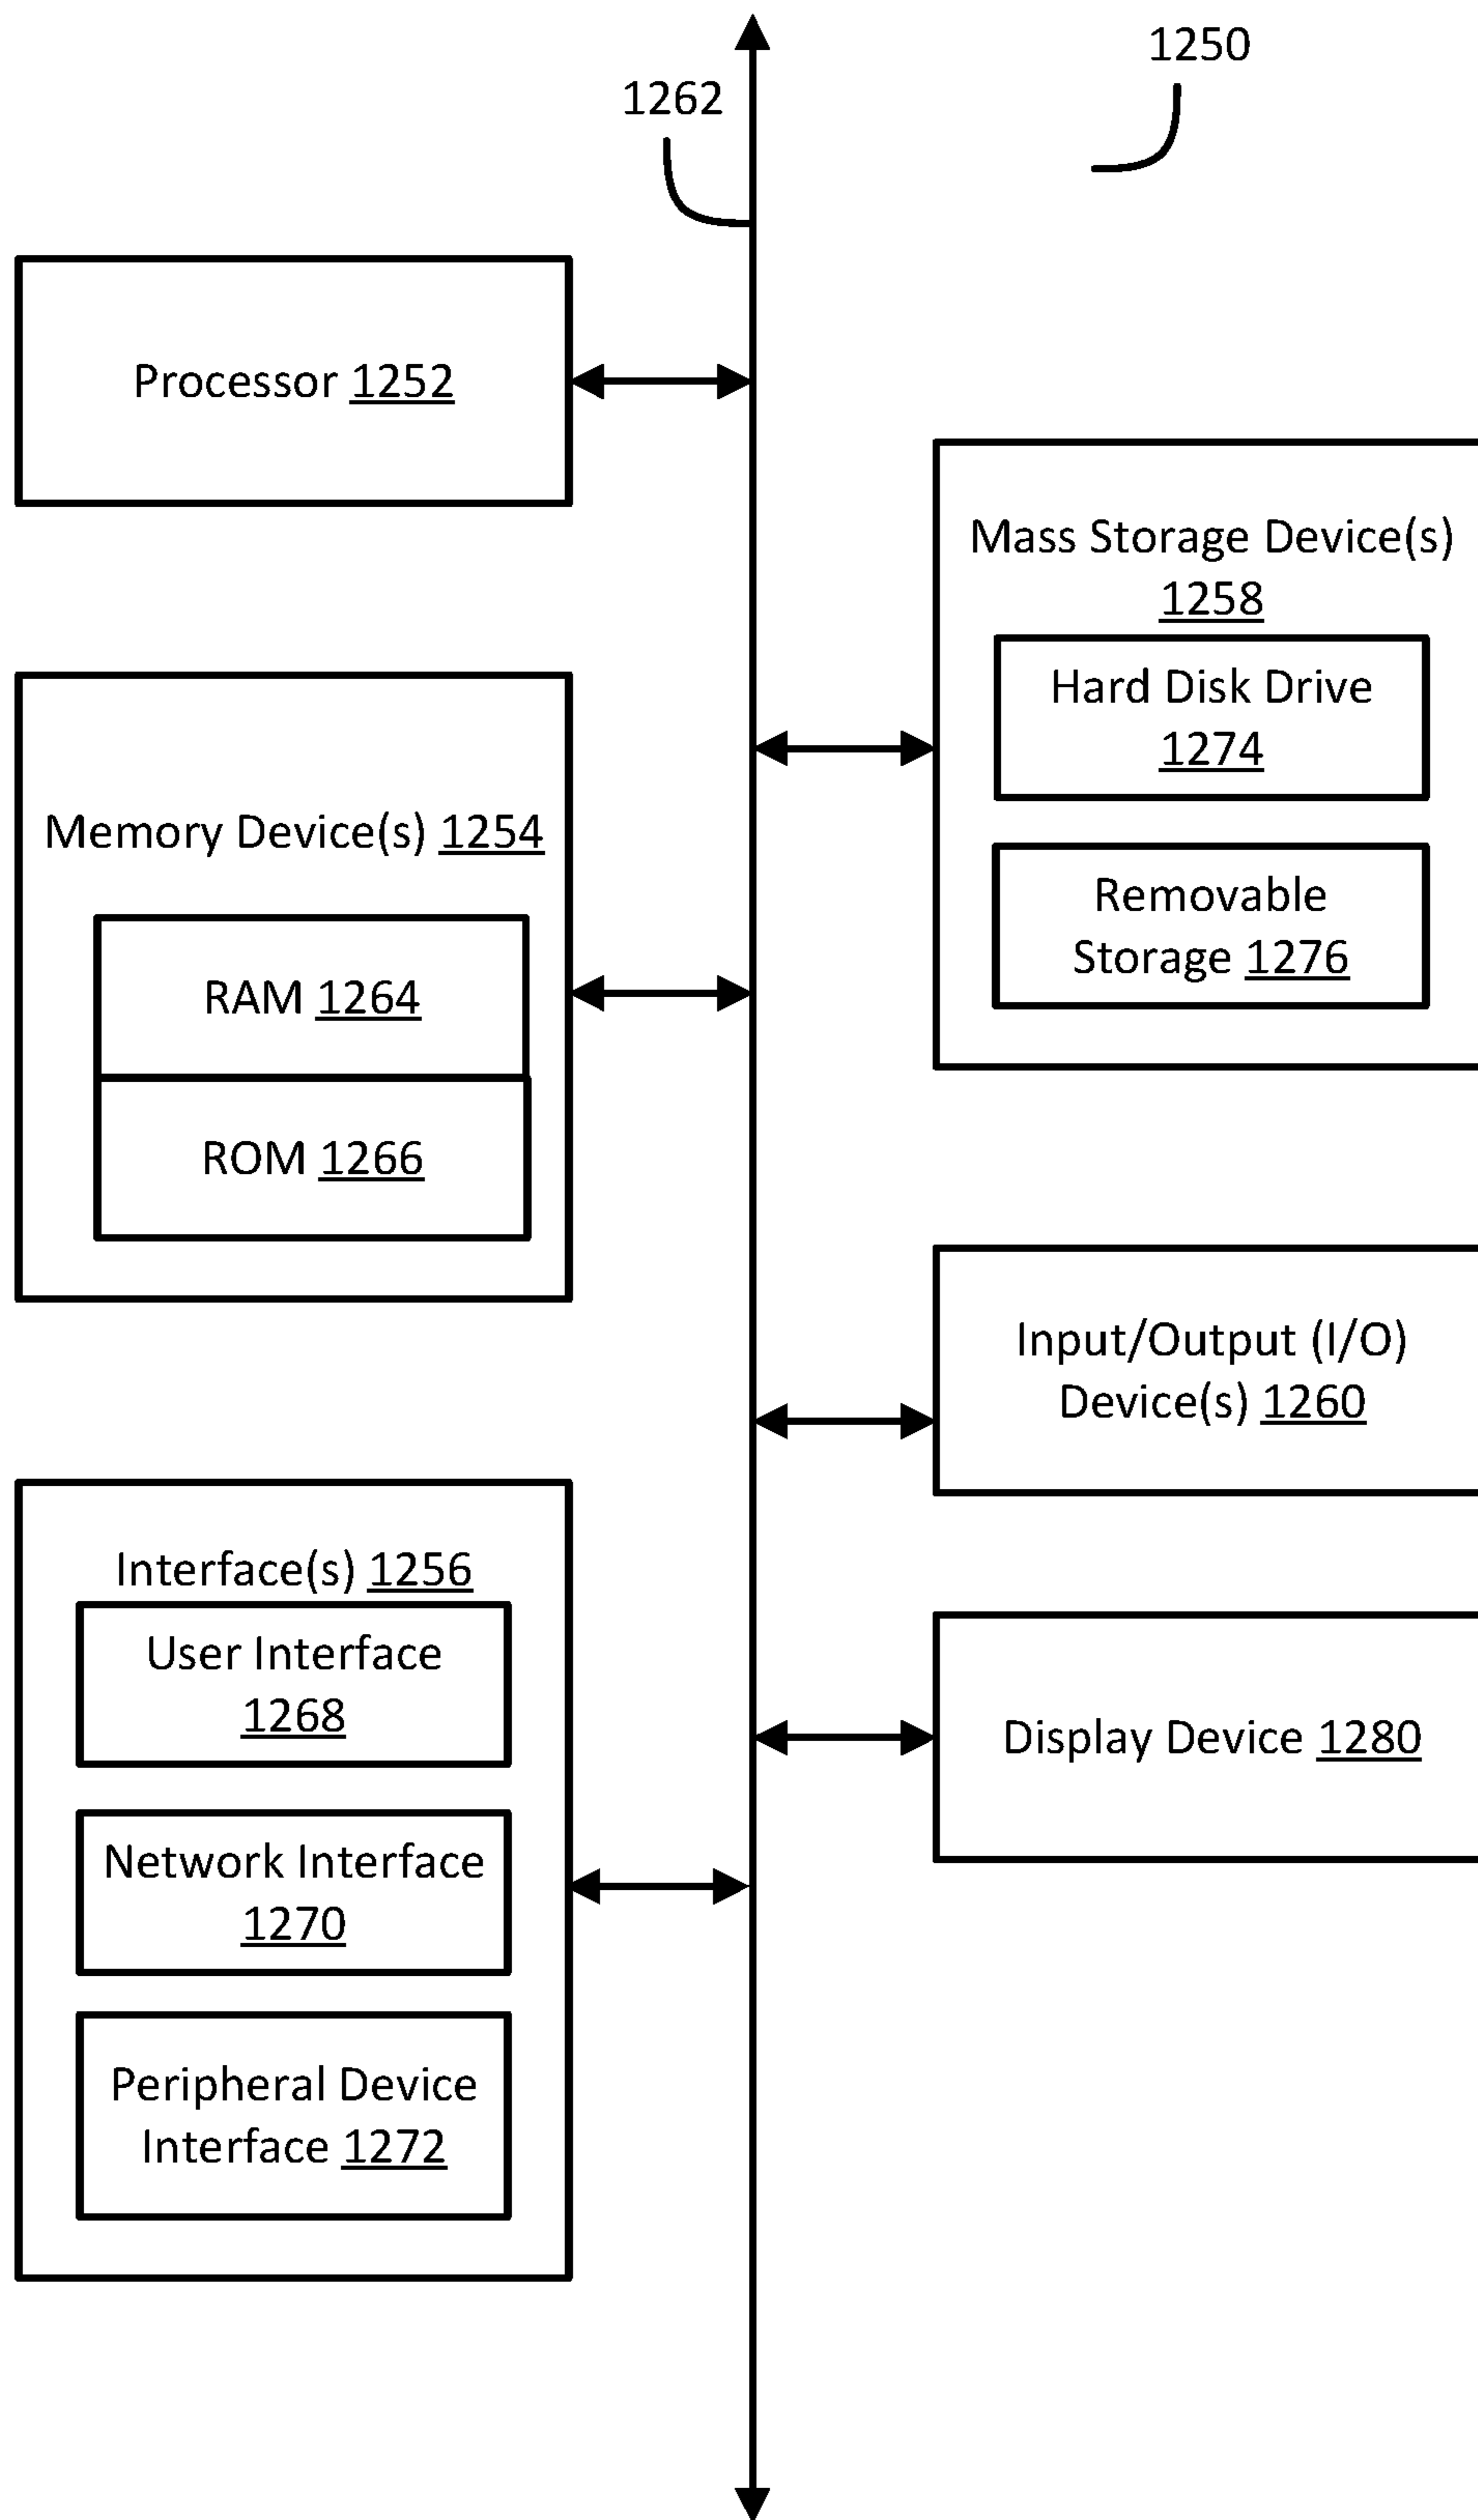 1250
1262
Processor 1252
Mass Storage Device(s)
1258
Hard Disk Drive
1274
Removable
Storage 1276
Memory Device(s) 1254
RAM 1264
ROM 1266
Input/Output (I/O)
Device(s) 1260
Interface(s) 1256
User Interface
1268
Network Interface
1270
Peripheral Device
Interface 1272
Display Device 1280